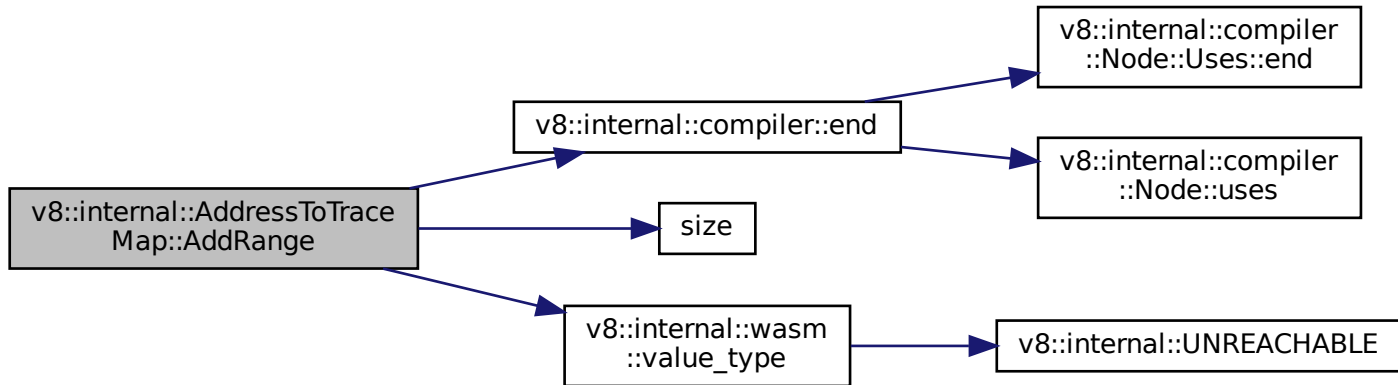 v8::internal::AddressToTrace
Map::AddRange
v8::internal::compiler::end
v8::internal::compiler
::Node::Uses::end
v8::internal::compiler
::Node::uses
size
v8::internal::wasm
::value_type
v8::internal::UNREACHABLE